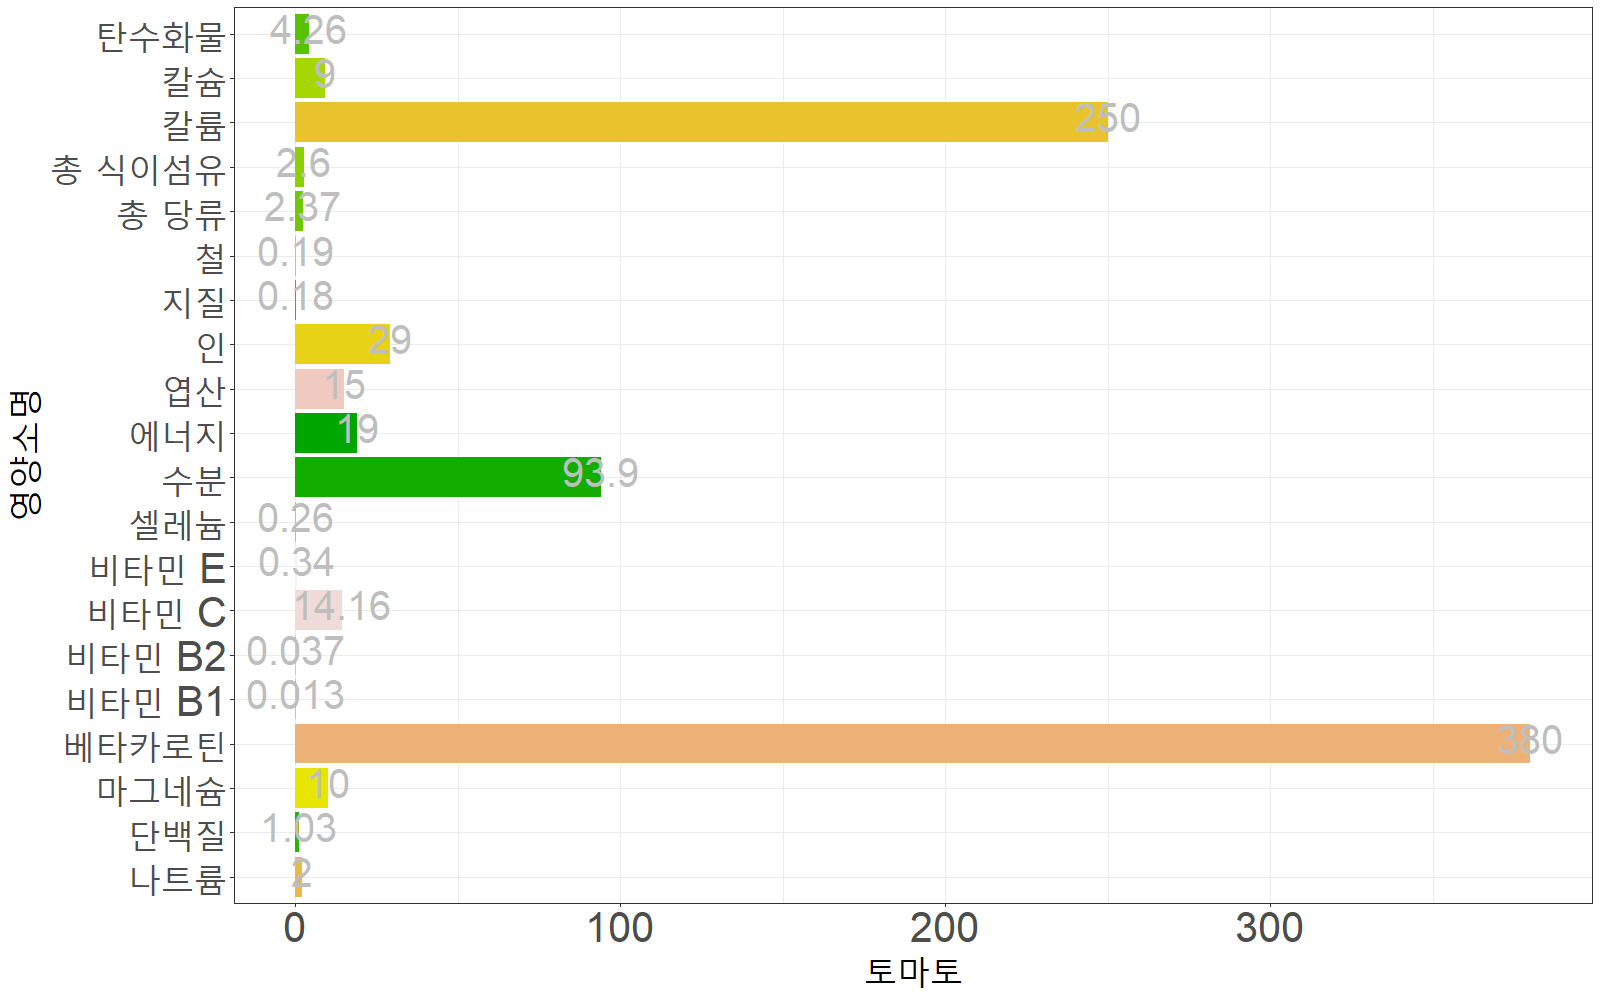 탄수화물 4.26
칼슘 9
칼륨 250
총 식이섬유 2.6
총 당류 2.37
철 0.19
지질 0.18
인 29
엽산 15
에너지 19
수분 93.9
셀레늄 0.26
비타민 E 0.34
비타민 C 14.16
비타민 B2 0.037
비타민 B1 0.013
베타카로틴 380
마그네슘 10
단백질 1.03
나트륨 2
영양소명
0 100 200 300
토마토